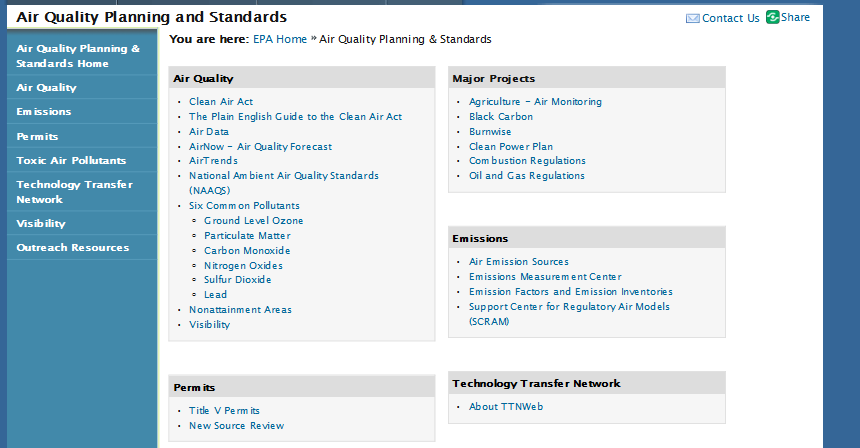 Air Quality Planning and Standards
Contact Us Share
You are here: EPA Home » Air Quality Planning & Standards
Air Quality Planning &
Standards Home
Air Quality
Emissions
Permits
Toxic Air Pollutants
Technology Transfer
Network
Visibility
Outreach Resources
Air Quality
• Clean Air Act
• The Plain English Guide to the Clean Air Act
• Air Data
• AirNow - Air Quality Forecast
• AirTrends
• National Ambient Air Quality Standards
(NAAQS)
• Six Common Pollutants
◦ Ground Level Ozone
◦ Particulate Matter
◦ Carbon Monoxide
◦ Nitrogen Oxides
◦ Sulfur Dioxide
◦ Lead
• Nonattainment Areas
• Visibility
Permits
• Title V Permits
• New Source Review
Major Projects
• Agriculture - Air Monitoring
• Black Carbon
• Burnwise
• Clean Power Plan
• Combustion Regulations
• Oil and Gas Regulations
Emissions
• Air Emission Sources
• Emissions Measurement Center
• Emission Factors and Emission Inventories
• Support Center for Regulatory Air Models
(SCRAM)
Technology Transfer Network
• About TTNWeb